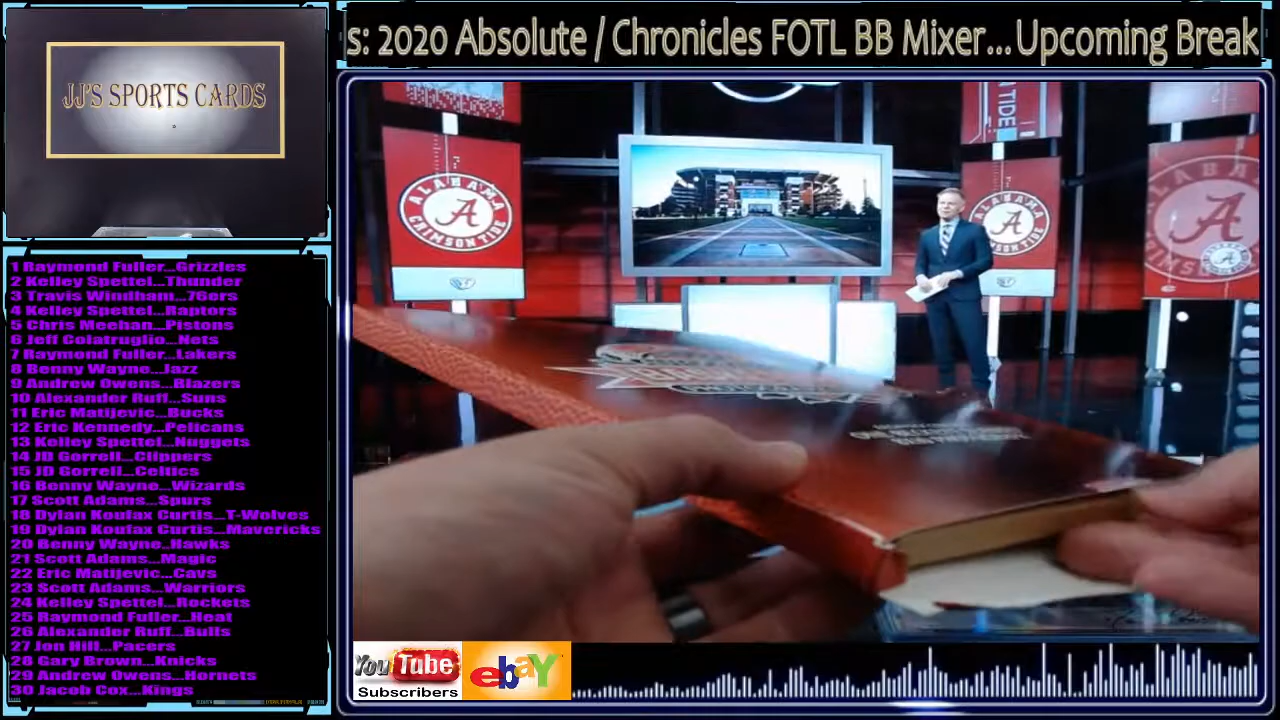 JJ'S SPORTS CARDS
s: 2020 Absolute / Chronicles FOTL BB Mixer...Upcoming Break
1 Raymond Fuller...Grizzles
2 Kelley Spettel...Thunder
3 Travis Windham...76ers
4 Kelley Spettel...Raptors
5 Chris Meehan...Pistons
6 Jeff Colatruglio...Nets
7 Raymond Fuller...Lakers
8 Benny Wayne...Jazz
9 Andrew Owens...Blazers
10 Alexander Ruff...Suns
11 Eric Matijevic...Bucks
12 Eric Kennedy...Pelicans
13 Kelley Spettel...Nuggets
14 JD Gorrell...Clippers
15 JD Gorrell...Celtics
16 Benny Wayne...Wizards
17 Scott Adams...Spurs
18 Dylan Koufax Curtis...T-Wolves
19 Dylan Koufax Curtis...Mavericks
20 Benny Wayne..Hawks
21 Scott Adams...Magic
22 Eric Matijevic...Cavs
23 Scott Adams...Warriors
24 Kelley Spettel...Rockets
25 Raymond Fuller...Heat
26 Alexander Ruff...Bulls
27 Jon Hill...Pacers
28 Gary Brown...Knicks
29 Andrew Owens...Hornets
30 Jacob Cox...Kings
ALABAMA
A
CRIMSON TIDE
TIDE
ALABAMA
A
CRIMSON TIDE
ALABAMA
A
YouTube
Subscribers
ebaY